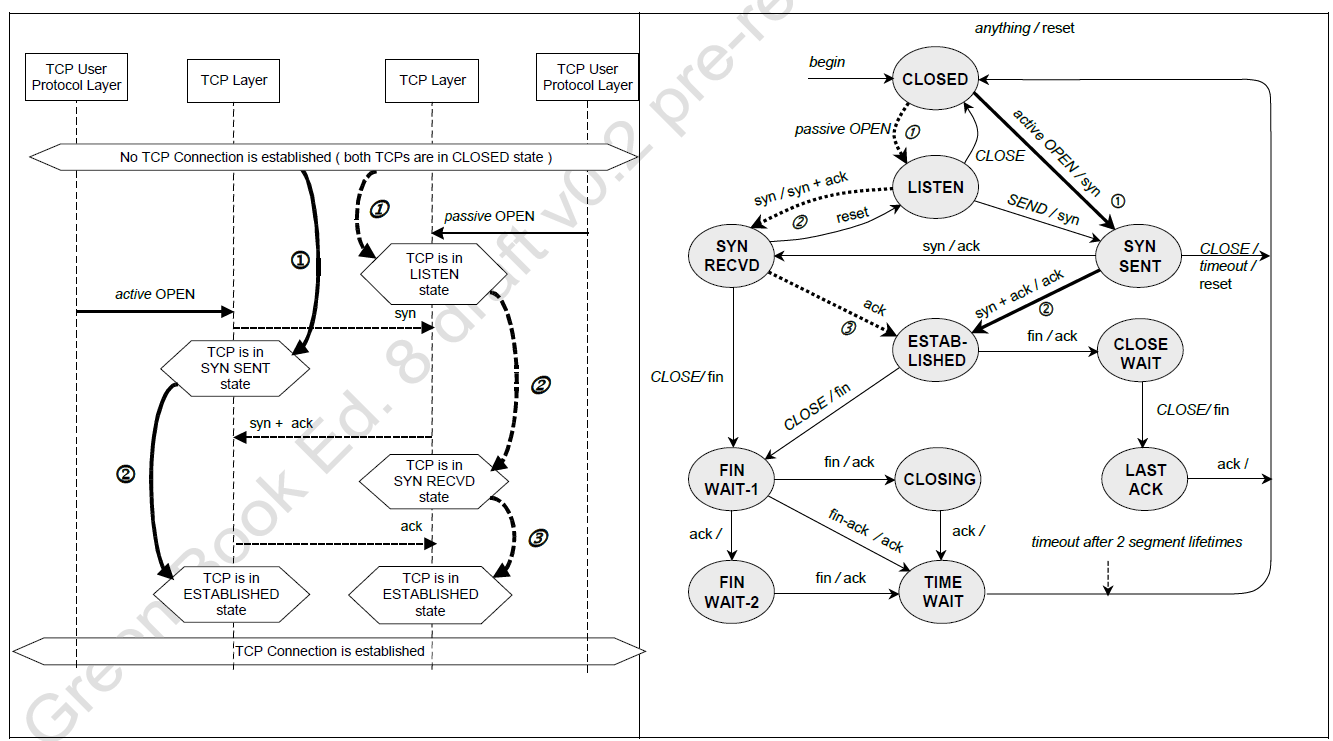 Green Book Ed. 8 draft v0.2 pre-re
TCP User
Protocol Layer
TCP Layer
TCP Layer
TCP User
Protocol Layer
No TCP Connection is established ( both TCPs are in CLOSED state )
①
passive OPEN
①
TCP is in
LISTEN
state
active OPEN
syn
TCP is in
SYN SENT
state
②
syn + ack
②
TCP is in
SYN RECVD
state
ack
③
TCP is in
ESTABLISHED
state
TCP is in
ESTABLISHED
state
TCP Connection is established
anything / reset
begin
CLOSED
passive OPEN
①
active OPEN / syn
①
CLOSE
LISTEN
syn / syn + ack
②
reset
SEND / syn
SYN
RECVD
syn / ack
SYN
SENT
CLOSE /
timeout /
reset
ack
③
syn + ack / ack
②
ESTAB-
LISHED
fin / ack
CLOSE
WAIT
CLOSE/ fin
CLOSE / fin
CLOSE/ fin
FIN
WAIT-1
fin / ack
CLOSING
LAST
ACK
ack /
ack /
fin-ack / ack
ack /
timeout after 2 segment lifetimes
FIN
WAIT-2
fin / ack
TIME
WAIT